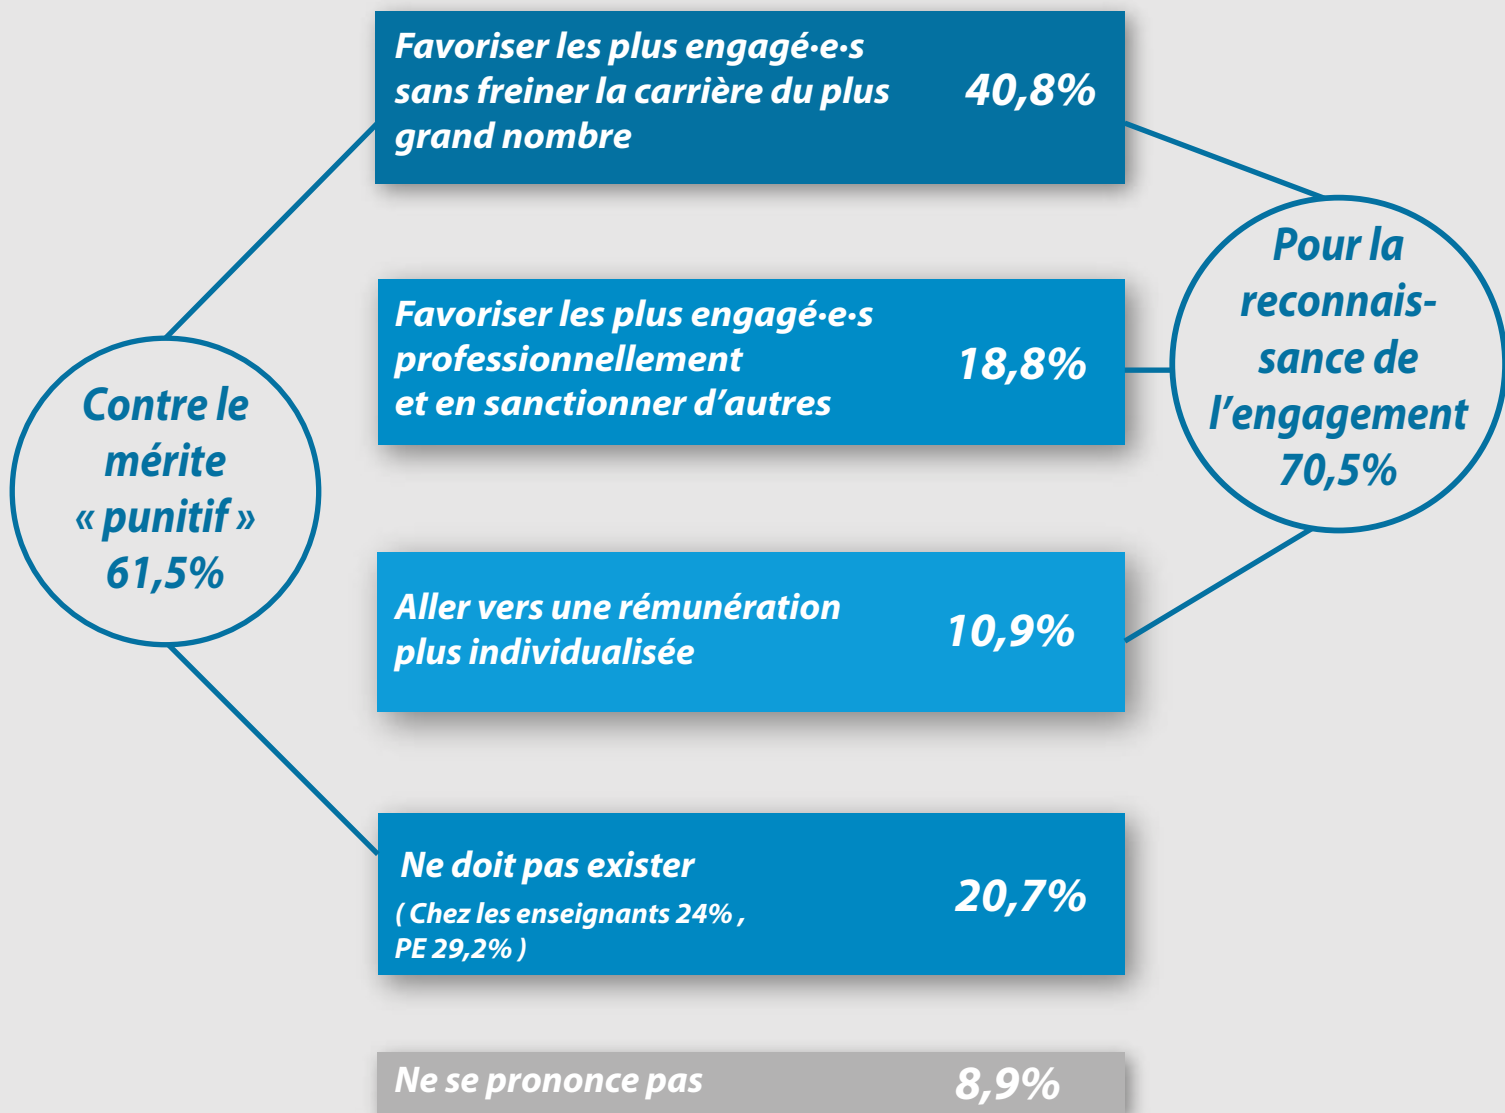 Favoriser les plus engagé·e·s
sans freiner la carrière du plus
grand nombre
40,8%
Favoriser les plus engagé·e·s
professionnellement
et en sanctionner d’autres
18,8%
Aller vers une rémunération
plus individualisée
10,9%
Ne doit pas exister
( Chez les enseignants 24% ,
PE 29,2% )
20,7%
Ne se prononce pas
8,9%
Contre le
mérite
« punitif »
61,5%
Pour la
reconnais-
sance de
l’engagement
70,5%